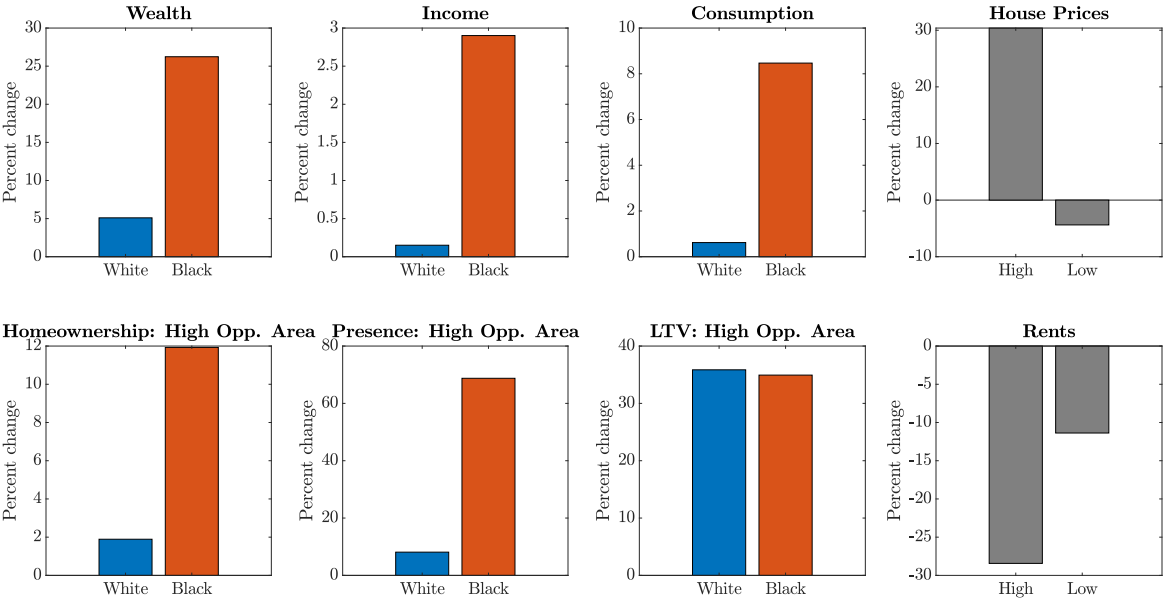 Wealth
Percent change
30
25
20
15
10
5
0
White Black
Income
Percent change
3
2.5
2
1.5
1
0.5
0
White Black
Consumption
Percent change
10
8
6
4
2
0
White Black
House Prices
Percent change
30
20
10
0
-10
High Low
Homeownership: High Opp. Area
Percent change
12
10
8
6
4
2
0
White Black
Presence: High Opp. Area
Percent change
80
60
40
20
0
White Black
LTV: High Opp. Area
Percent change
40
30
20
10
0
White Black
Rents
Percent change
0
-5
-10
-15
-20
-25
-30
High Low